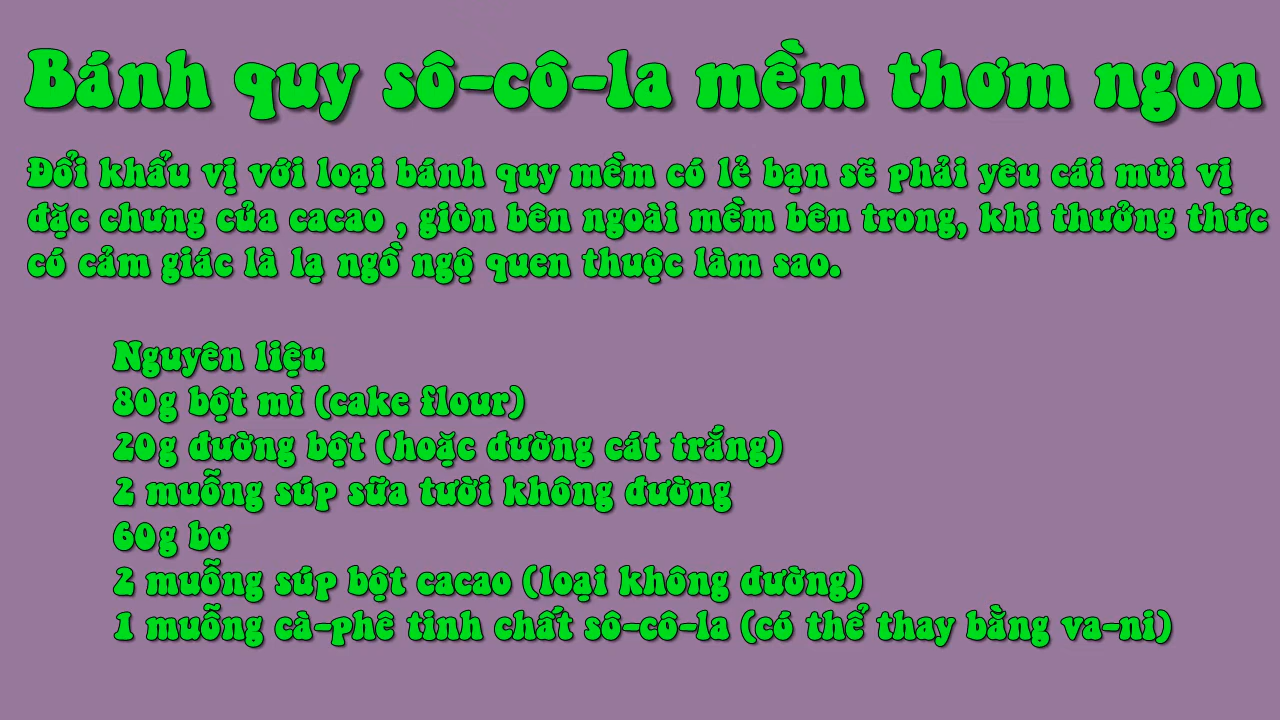 Bánh quy sô-cô-la mềm thơm ngon
Đổi khẩu vị với loại bánh quy mềm có lẻ bạn sẽ phải yêu cái mùi vị
đặc chưng của cacao , giòn bên ngoài mềm bên trong, khi thưởng thức
có cảm giác là lạ ngồ ngộ quen thuộc làm sao.
Nguyên liệu
80g bột mì (cake flour)
20g đường bột (hoặc đường cát trắng)
2 muỗng súp sữa tười không đường
60g bơ
2 muỗng súp bột cacao (loại không đường)
1 muỗng cà-phê tinh chất sô-cô-la (có thể thay bằng va-ni)